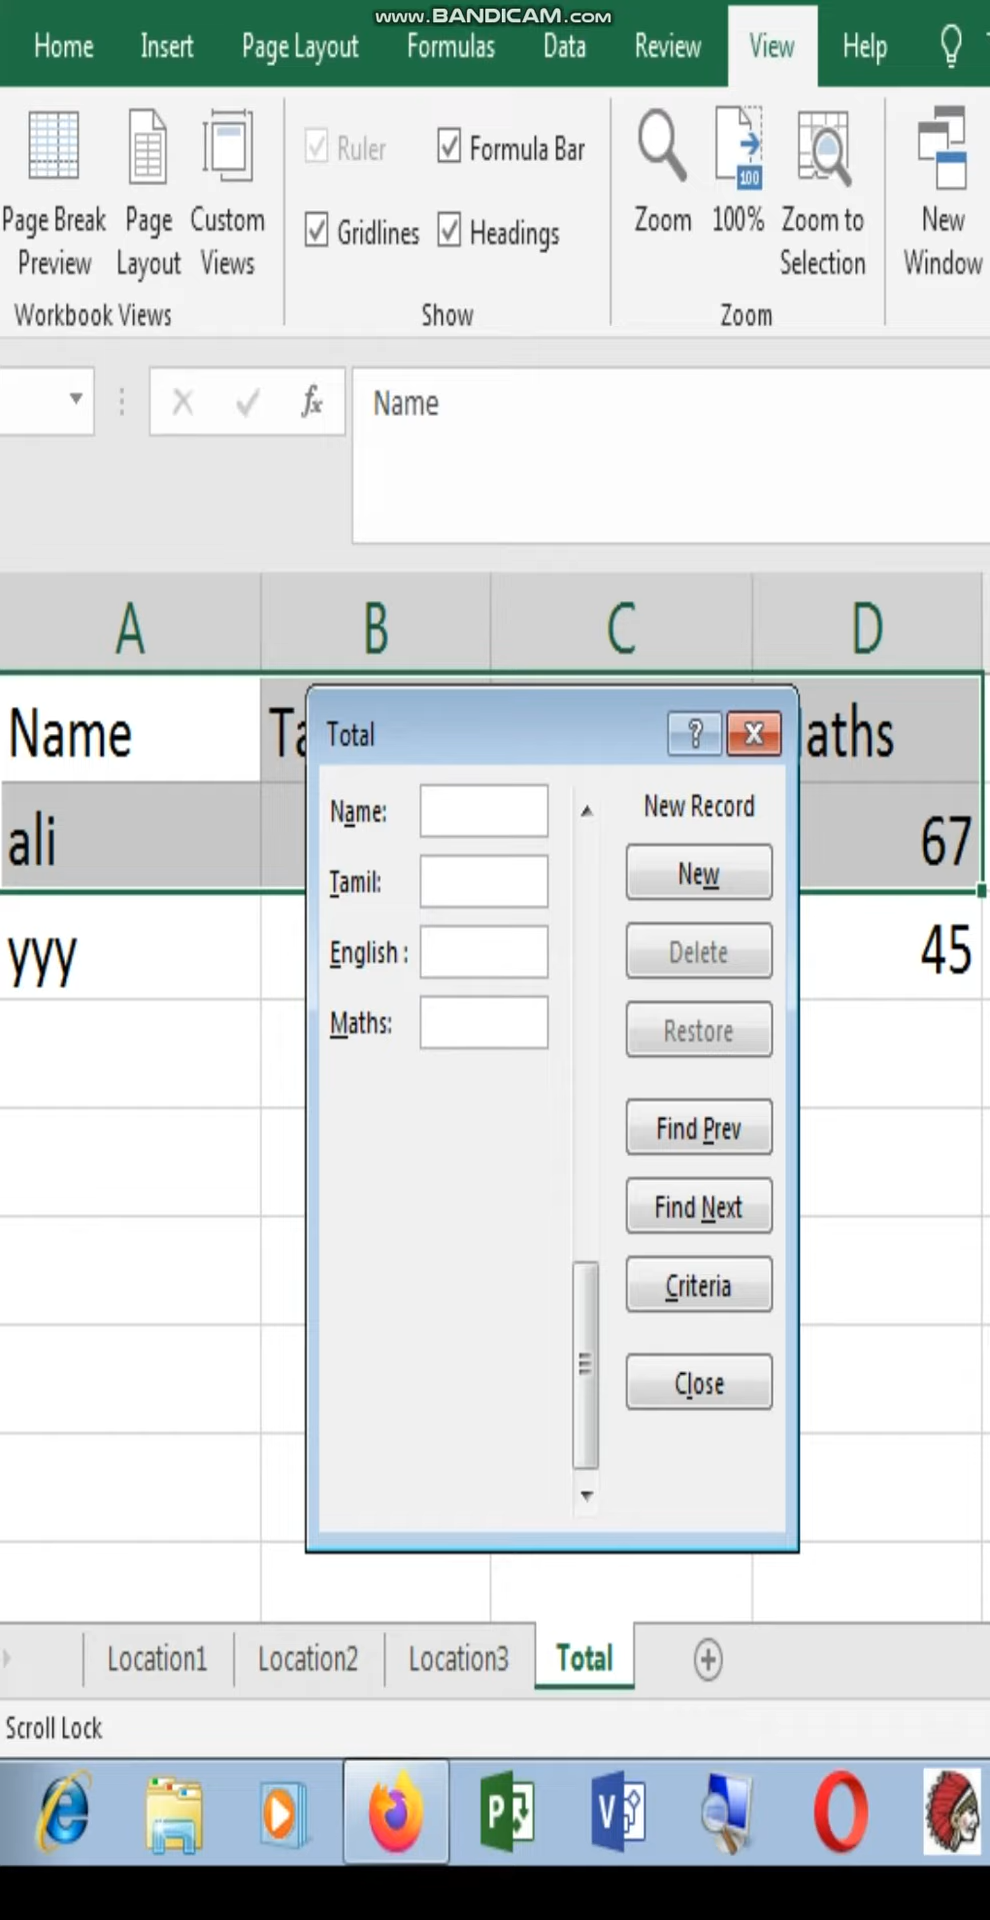 www.BANDICAM.com
Home Insert Page Layout Formulas Data Review View Help
Page Break Preview
Page Layout
Custom Views
Workbook Views
Ruler
Formula Bar
Gridlines
Headings
Show
Zoom
100
100%
Zoom to Selection
Zoom
New Window
fx
Name
A B C D
Name Ta aths
ali 67
yyy 45
Total
?
X
Name:
Tamil:
English :
Maths:
New Record
New
Delete
Restore
Find Prev
Find Next
Criteria
Close
Location1 Location2 Location3 Total
Scroll Lock
P
V